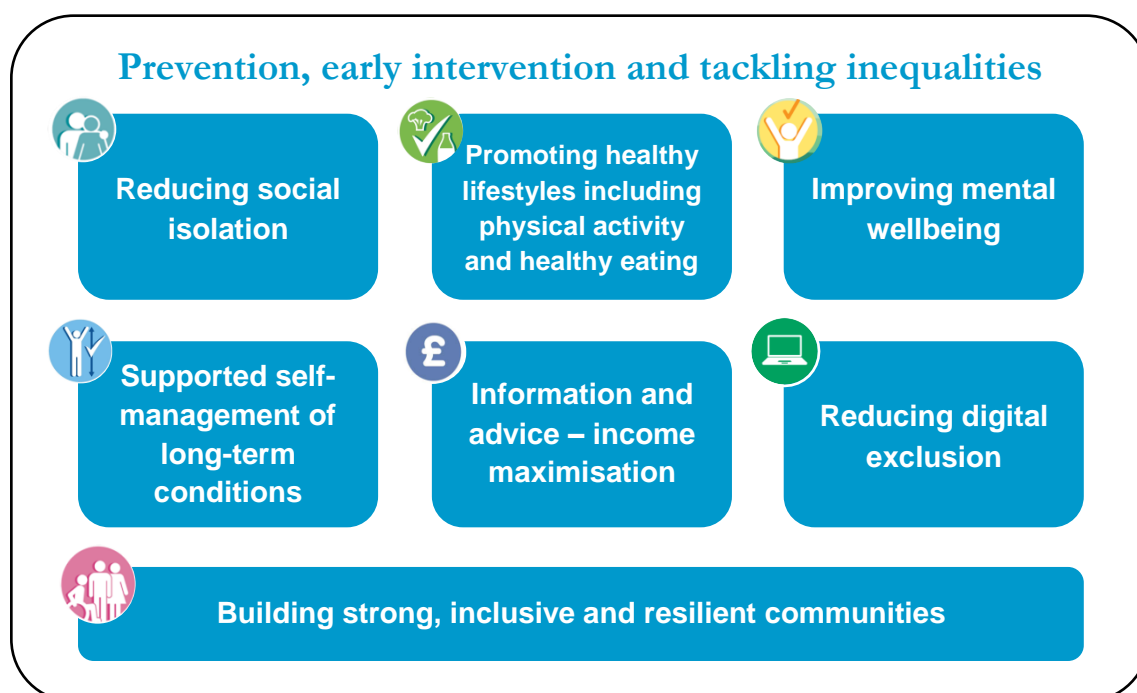 Prevention, early intervention and tackling inequalities
Reducing social
isolation
Promoting healthy
lifestyles including
physical activity
and healthy eating
Improving mental
wellbeing
Supported self-
management of
long-term
conditions
£
Information and
advice – income
maximisation
Reducing digital
exclusion
Building strong, inclusive and resilient communities